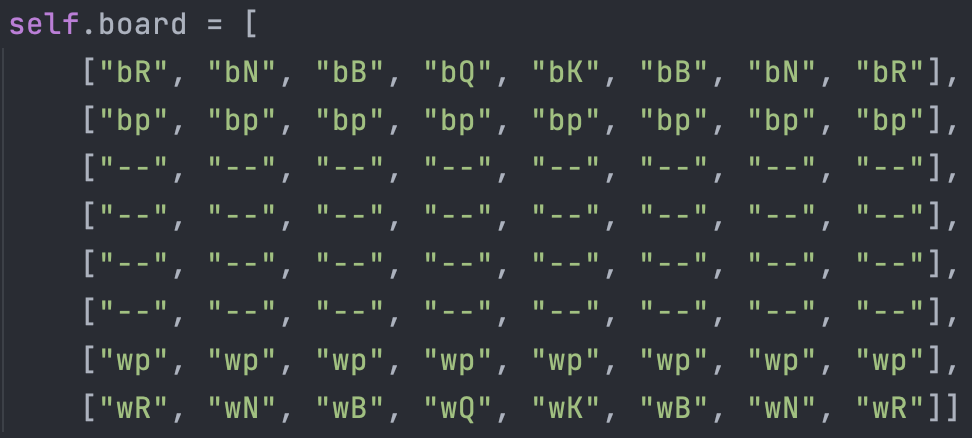 self.board = [
    ["bR", "bN", "bB", "bQ", "bK", "bB", "bN", "bR"],
    ["bp", "bp", "bp", "bp", "bp", "bp", "bp", "bp"],
    ["--", "--", "--", "--", "--", "--", "--", "--"],
    ["--", "--", "--", "--", "--", "--", "--", "--"],
    ["--", "--", "--", "--", "--", "--", "--", "--"],
    ["--", "--", "--", "--", "--", "--", "--", "--"],
    ["wp", "wp", "wp", "wp", "wp", "wp", "wp", "wp"],
    ["wR", "wN", "wB", "wQ", "wK", "wB", "wN", "wR"]]